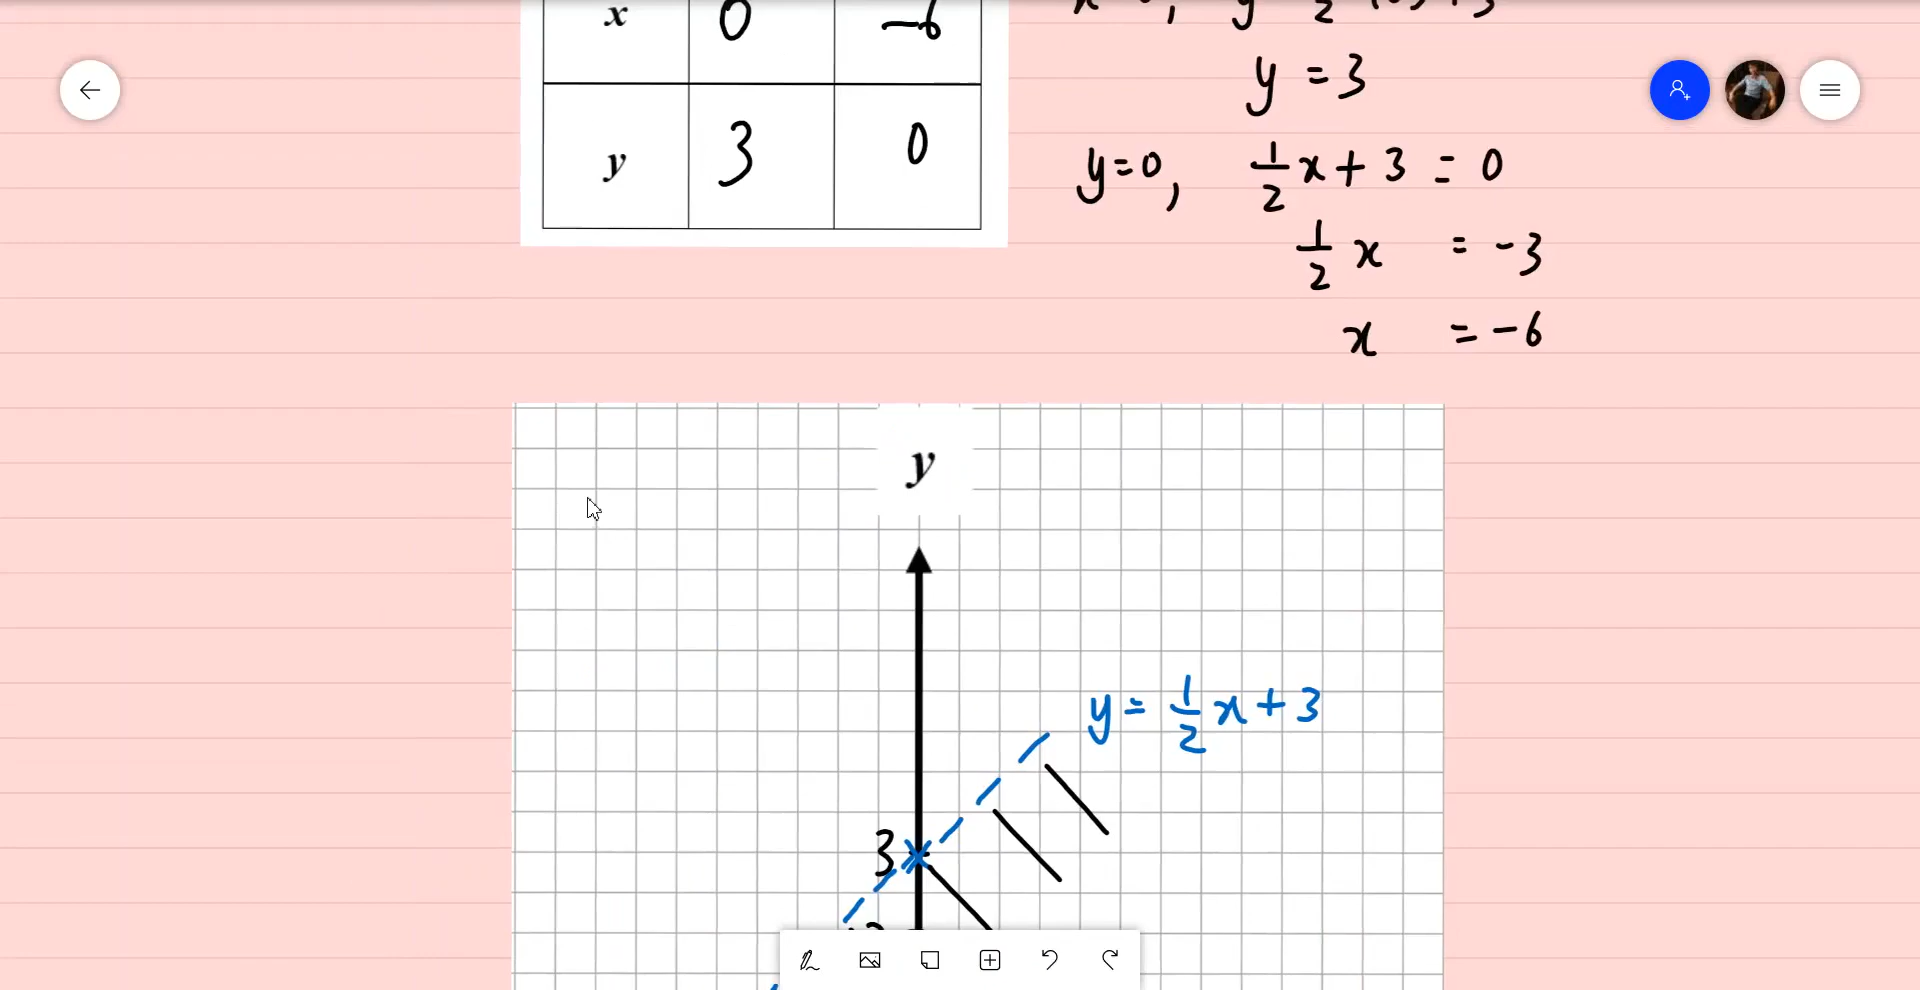 x 0 -6
y 3 0
y = 3
y=0, 1/2 x + 3 = 0
1/2 x = -3
x = -6
y
y = 1/2 x + 3
3